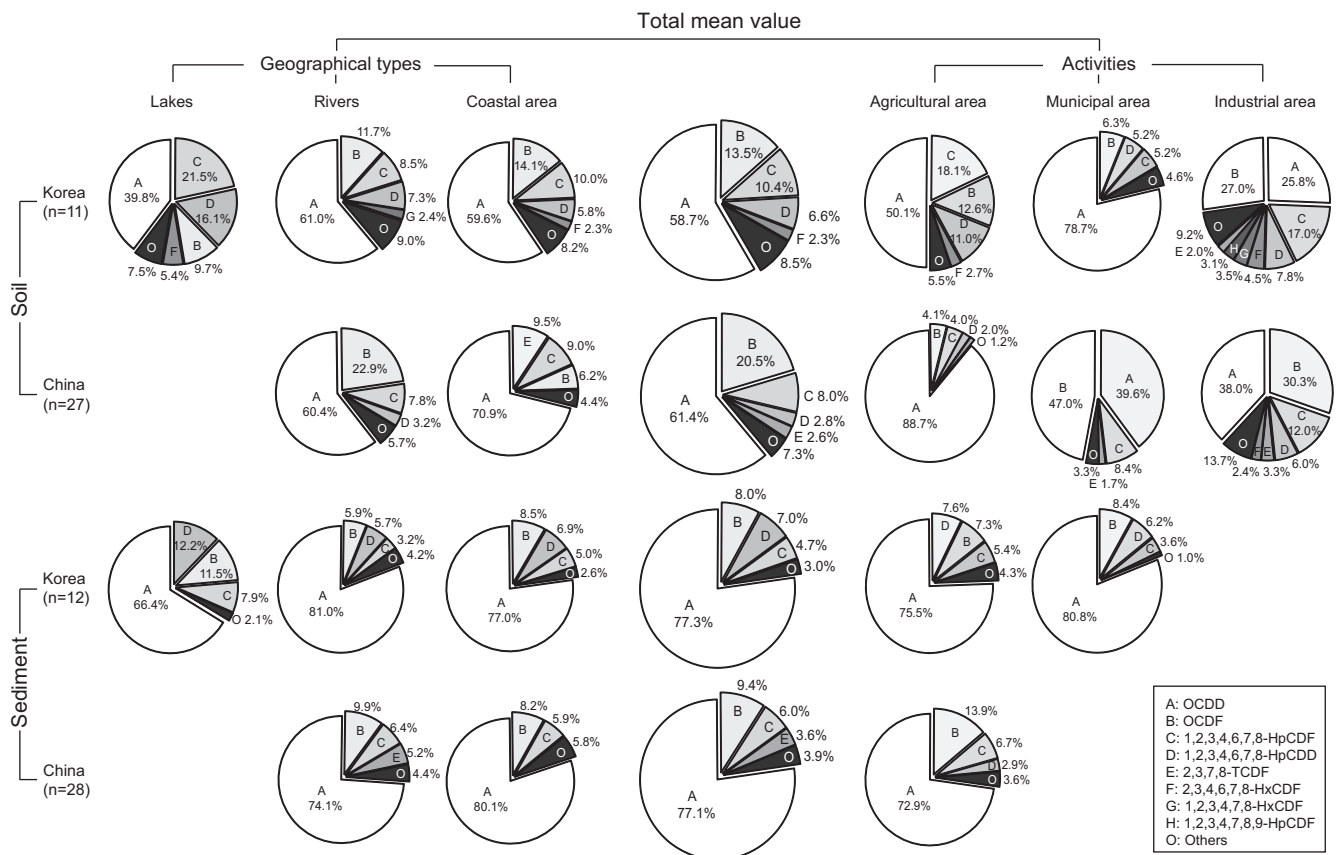 Total mean value
Geographical types
Activities
Lakes
Rivers
Coastal area
Agricultural area
Municipal area
Industrial area
Soil
Korea
(n=11)
A
39.8%
C
21.5%
D
16.1%
B
9.7%
F
5.4%
O
7.5%
A
61.0%
11.7%
B
8.5%
C
7.3%
D
G 2.4%
O
9.0%
A
59.6%
B
14.1%
10.0%
C
5.8%
D
F 2.3%
O
8.2%
A
58.7%
B
13.5%
C
10.4%
D
6.6%
F 2.3%
O
8.5%
A
50.1%
C
18.1%
B
12.6%
D
11.0%
F 2.7%
O
5.5%
A
78.7%
6.3%
B
5.2%
D
5.2%
C
4.6%
O
B
27.0%
A
25.8%
C
17.0%
D
7.8%
F
4.5%
G
3.5%
H
3.1%
E 2.0%
O
9.2%
China
(n=27)
A
60.4%
B
22.9%
C
7.8%
D 3.2%
O
5.7%
A
70.9%
9.5%
E
9.0%
C
6.2%
B
4.4%
O
A
61.4%
B
20.5%
C 8.0%
D 2.8%
E 2.6%
O
7.3%
A
88.7%
4.1%
B
4.0%
C
D 2.0%
O 1.2%
B
47.0%
A
39.6%
C
8.4%
E 1.7%
O
3.3%
A
38.0%
B
30.3%
C
12.0%
D
6.0%
E
3.3%
F
2.4%
O
13.7%
Sediment
Korea
(n=12)
A
66.4%
D
12.2%
B
11.5%
C
7.9%
O 2.1%
A
81.0%
5.9%
B
5.7%
D
3.2%
C
4.2%
O
A
77.0%
8.5%
B
6.9%
D
5.0%
C
2.6%
O
A
77.3%
8.0%
B
7.0%
D
4.7%
C
3.0%
O
A
75.5%
7.6%
D
7.3%
B
5.4%
C
4.3%
O
A
80.8%
8.4%
B
6.2%
D
3.6%
C
O 1.0%
China
(n=28)
A
74.1%
9.9%
B
6.4%
C
5.2%
E
4.4%
O
A
80.1%
8.2%
B
5.9%
C
5.8%
O
A
77.1%
9.4%
B
6.0%
C
3.6%
E
3.9%
O
A
72.9%
13.9%
B
6.7%
C
2.9%
D
3.6%
O
A: OCDD
B: OCDF
C: 1,2,3,4,6,7,8-HpCDF
D: 1,2,3,4,6,7,8-HpCDD
E: 2,3,7,8-TCDF
F: 2,3,4,6,7,8-HxCDF
G: 1,2,3,4,7,8-HxCDF
H: 1,2,3,4,7,8,9-HpCDF
O: Others